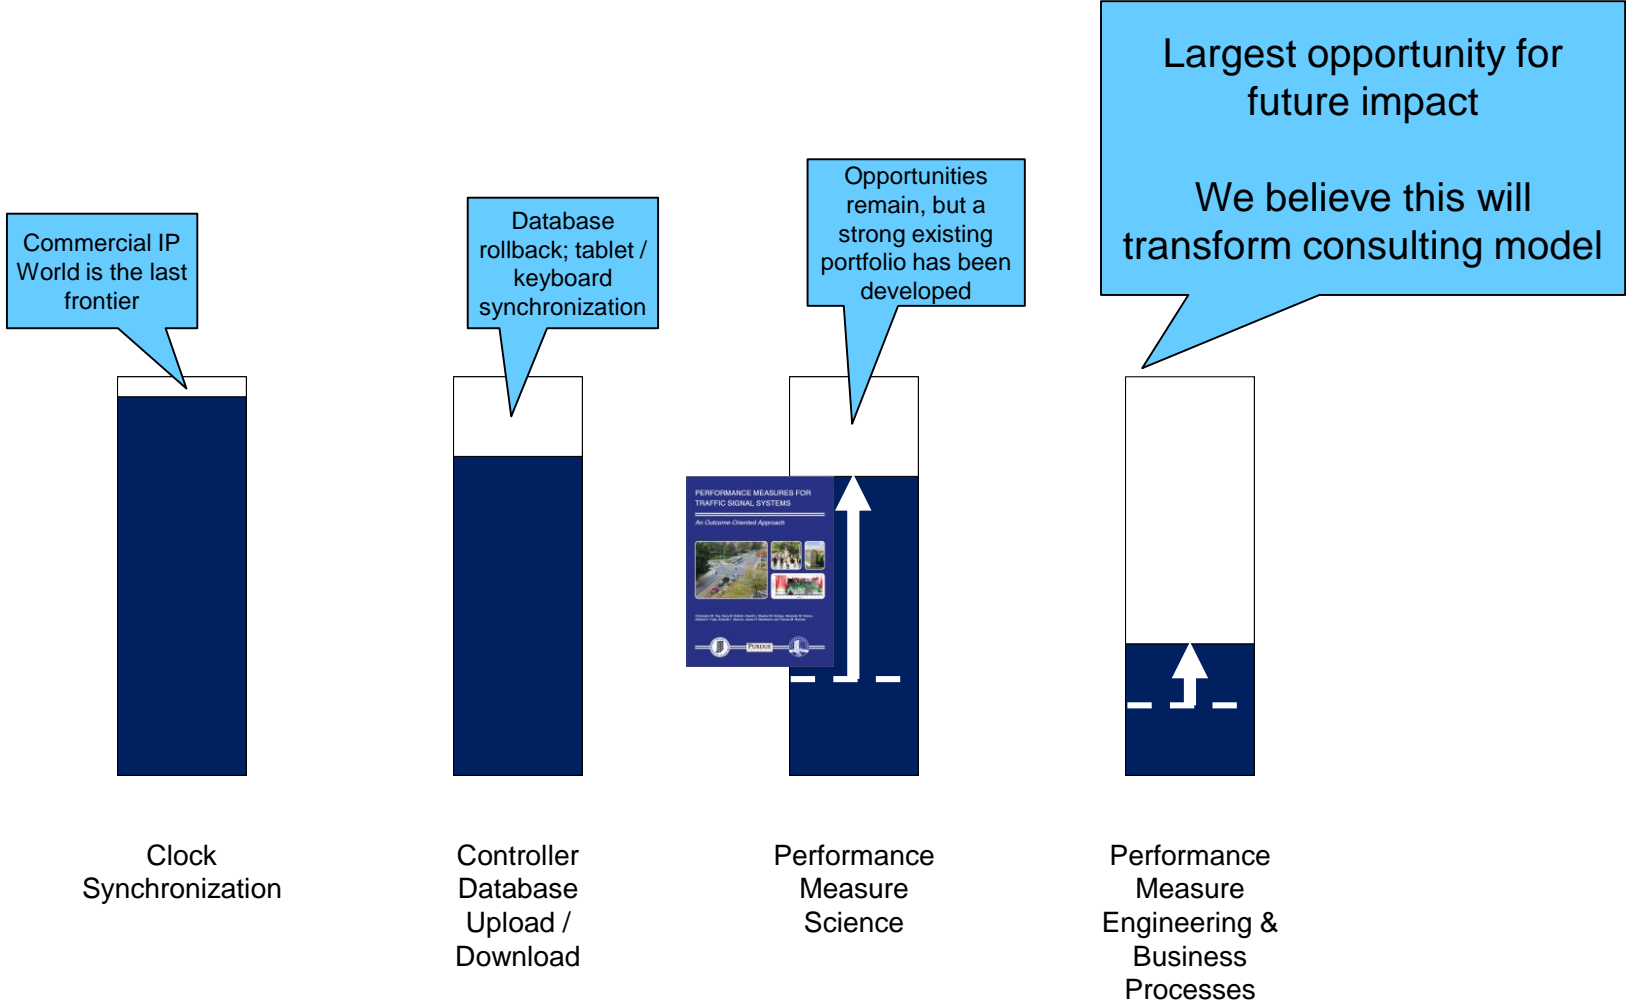 Largest opportunity for
future impact
We believe this will
transform consulting model
Opportunities
remain, but a
strong existing
portfolio has been
developed
Database
rollback; tablet /
keyboard
synchronization
Commercial IP
World is the last
frontier
PERFORMANCE MEASURES FOR
TRAFFIC SIGNAL SYSTEMS
An Outcome-Oriented Approach
PURDUE
Clock
Synchronization
Controller
Database
Upload /
Download
Performance
Measure
Science
Performance
Measure
Engineering &
Business
Processes